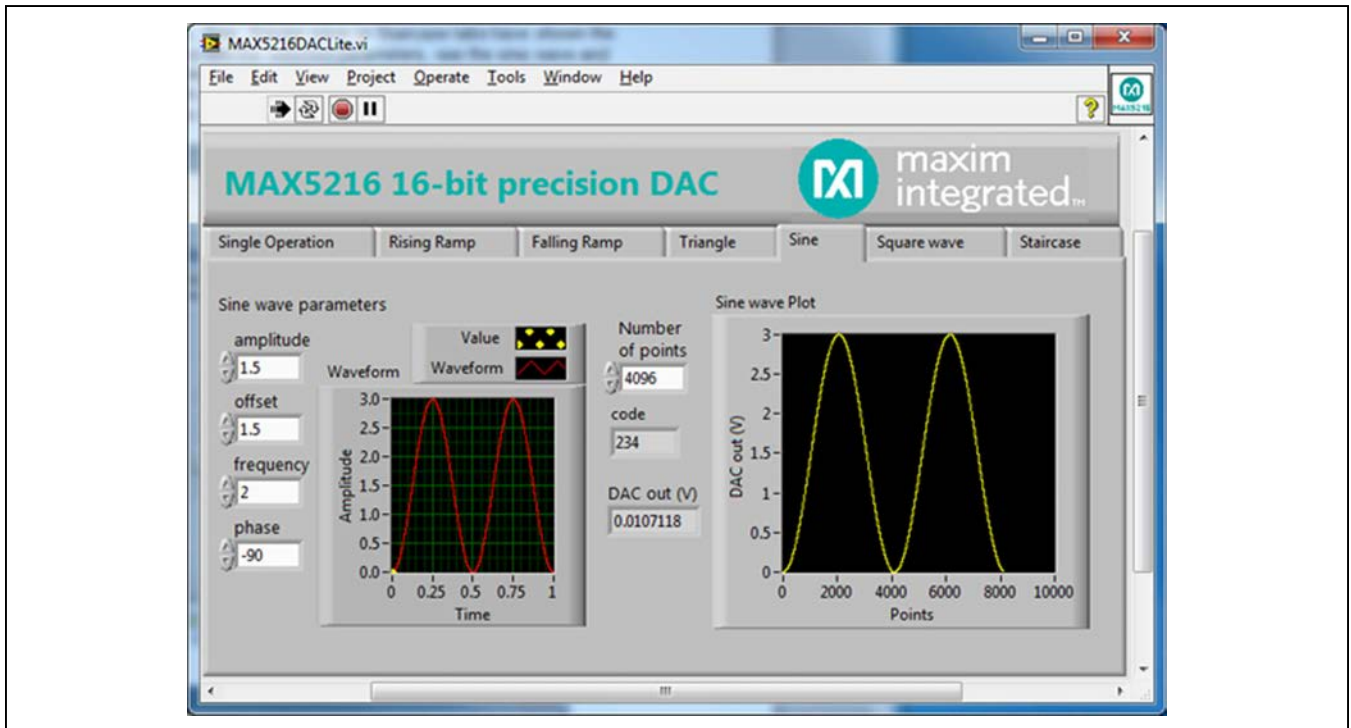 MAX5216DACLite.vi
File Edit View Project Operate Tools Window Help
MAX5216
MAX5216 16-bit precision DAC
maxim
integrated™
Single Operation Rising Ramp Falling Ramp Triangle Sine Square wave Staircase
Sine wave parameters
amplitude
1.5
offset
1.5
frequency
2
phase
-90
Value
Waveform
Waveform
Amplitude
3.0
2.5
2.0
1.5
1.0
0.5
0.0
0 0.25 0.5 0.75 1
Time
Number
of points
4096
code
234
DAC out (V)
0.0107118
Sine wave Plot
DAC out (V)
3
2.5
2
1.5
1
0.5
0
0 2000 4000 6000 8000 10000
Points